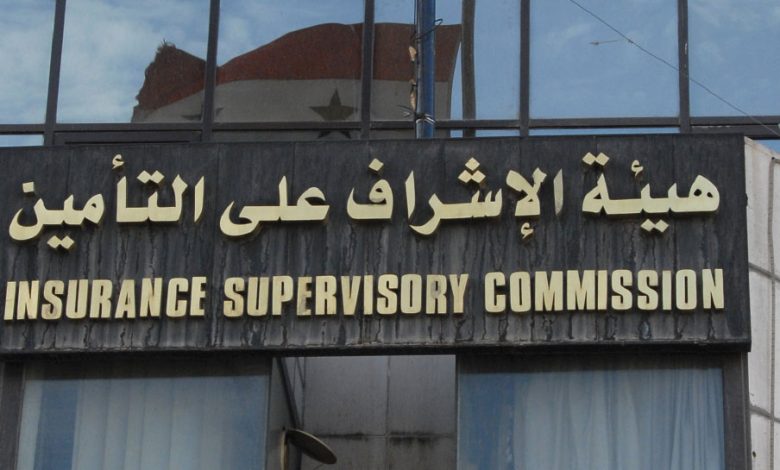 هيئة الإشراف على التأمين
INSURANCE SUPERVISORY COMMISSION